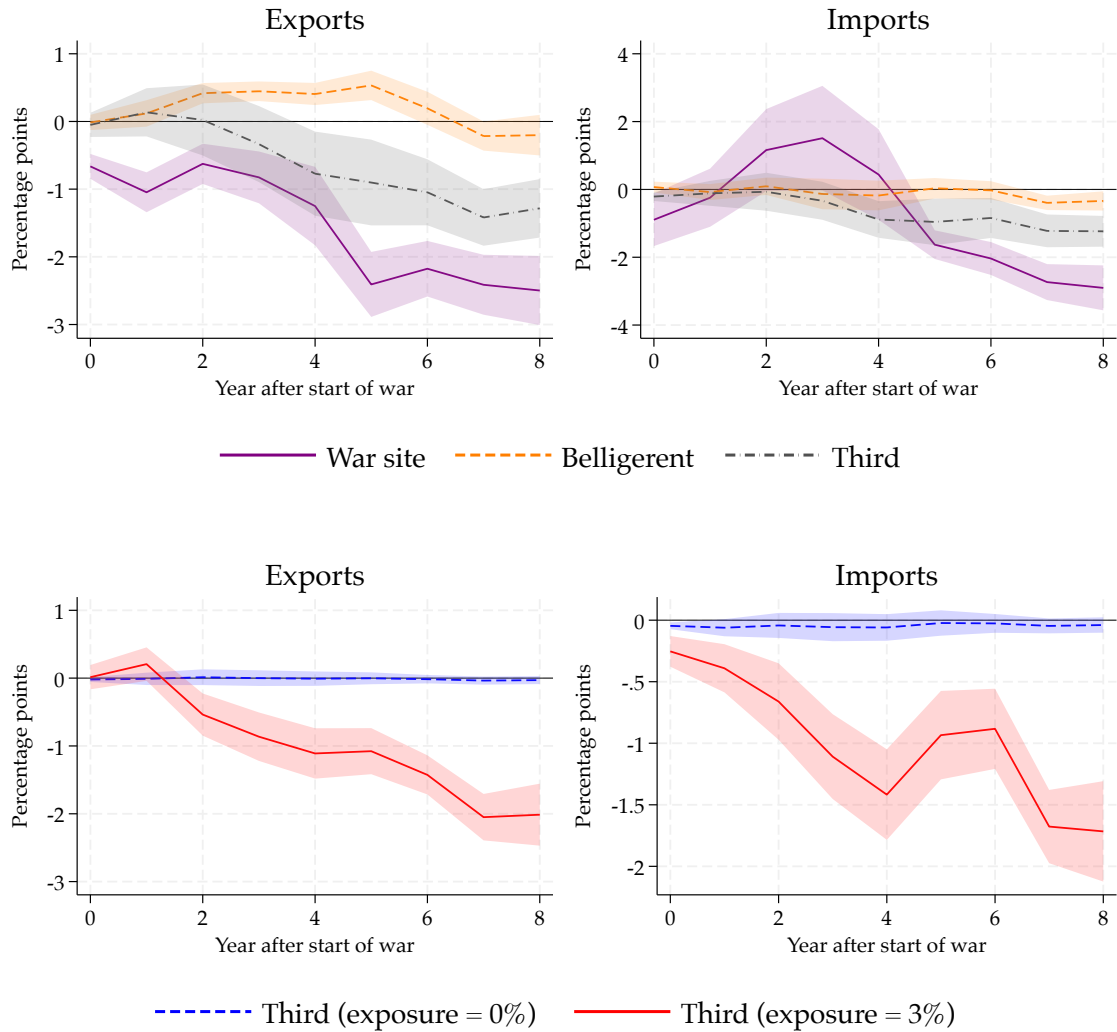 Exports
Imports
Percentage points
1
0
-1
-2
-3
0 2 4 6 8
Year after start of war
Percentage points
4
2
0
-2
-4
0 2 4 6 8
Year after start of war
War site Belligerent Third
Exports
Imports
Percentage points
1
0
-1
-2
-3
0 2 4 6 8
Year after start of war
Percentage points
0
-.5
-1
-1.5
-2
0 2 4 6 8
Year after start of war
Third (exposure = 0%) Third (exposure = 3%)